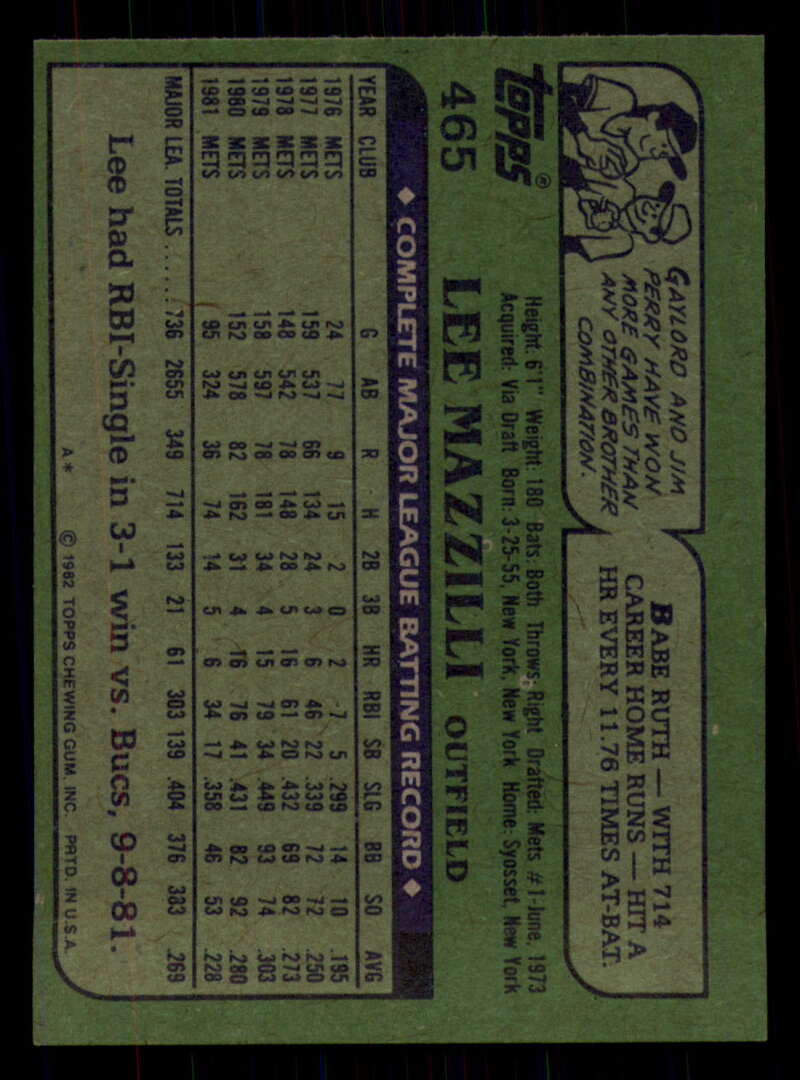 GAYLORD AND JIM
PERRY HAVE WON
MORE GAMES THAN
ANY OTHER BROTHER
COMBINATION.
BABE RUTH — WITH 714
CAREER HOME RUNS — HIT A
HR EVERY 11.76 TIMES AT-BAT.
Topps®
Height: 6'1" Weight: 180 Bats: Both Throws: Right Drafted: Mets #1-June, 1973
Acquired: Via Draft Born: 3-25-55, New York, New York Home: Syosset, New York
465 LEE MAZZILLI OUTFIELD
◆ COMPLETE MAJOR LEAGUE BATTING RECORD ◆
YEAR CLUB G AB R H 2B 3B HR RBI SB SLG BB SO AVG
1976 METS 24 77 9 15 2 0 2 7 5 .299 14 10 .195
1977 METS 159 537 66 134 24 3 6 46 22 .339 72 72 .250
1978 METS 148 542 78 148 28 5 16 61 20 .432 69 82 .273
1979 METS 158 597 78 181 34 4 15 79 34 .449 93 74 .303
1980 METS 152 578 82 162 31 4 16 76 41 .431 82 92 .280
1981 METS 95 324 36 74 14 5 6 34 17 .358 46 53 .228
MAJOR LEA. TOTALS ...... 736 2655 349 714 133 21 61 303 139 .404 376 383 .269
Lee had RBI-Single in 3-1 win vs. Bucs, 9-8-81.
A* © 1982 TOPPS CHEWING GUM, INC. PRTD. IN U.S.A.